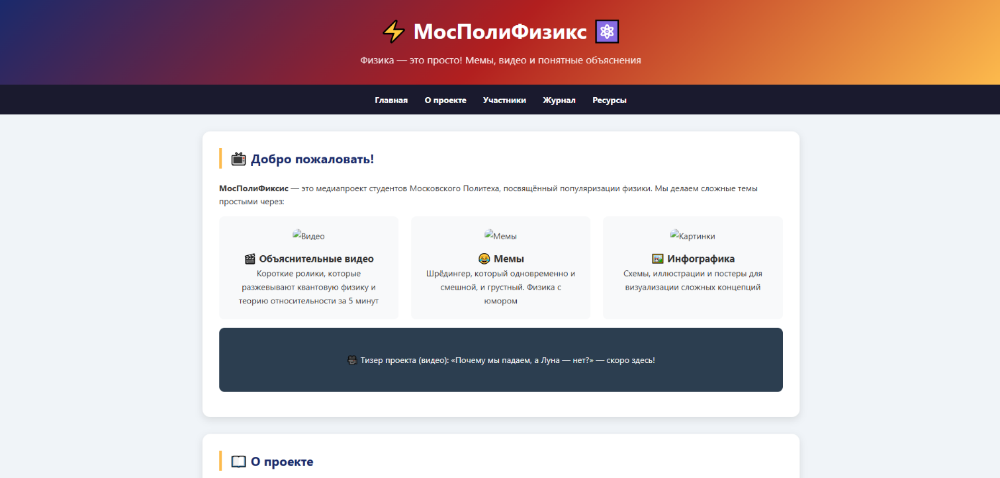 ⚡ МосПолиФизикс ⚛️
Физика — это просто! Мемы, видео и понятные объяснения
Главная О проекте Участники Журнал Ресурсы
📺 Добро пожаловать!
МосПолиФиксис — это медиапроект студентов Московского Политеха, посвящённый популяризации физики. Мы делаем сложные темы
простыми через:
Видео
🎬 Объяснительные видео
Короткие ролики, которые
разжевывают квантовую физику и
теорию относительности за 5 минут
Мемы
😂 Мемы
Шрёдингер, который одновременно и
смешной, и грустный. Физика с
юмором
Картинки
🖼️ Инфографика
Схемы, иллюстрации и постеры для
визуализации сложных концепций
🎥 Тизер проекта (видео): «Почему мы падаем, а Луна — нет?» — скоро здесь!
📖 О проекте